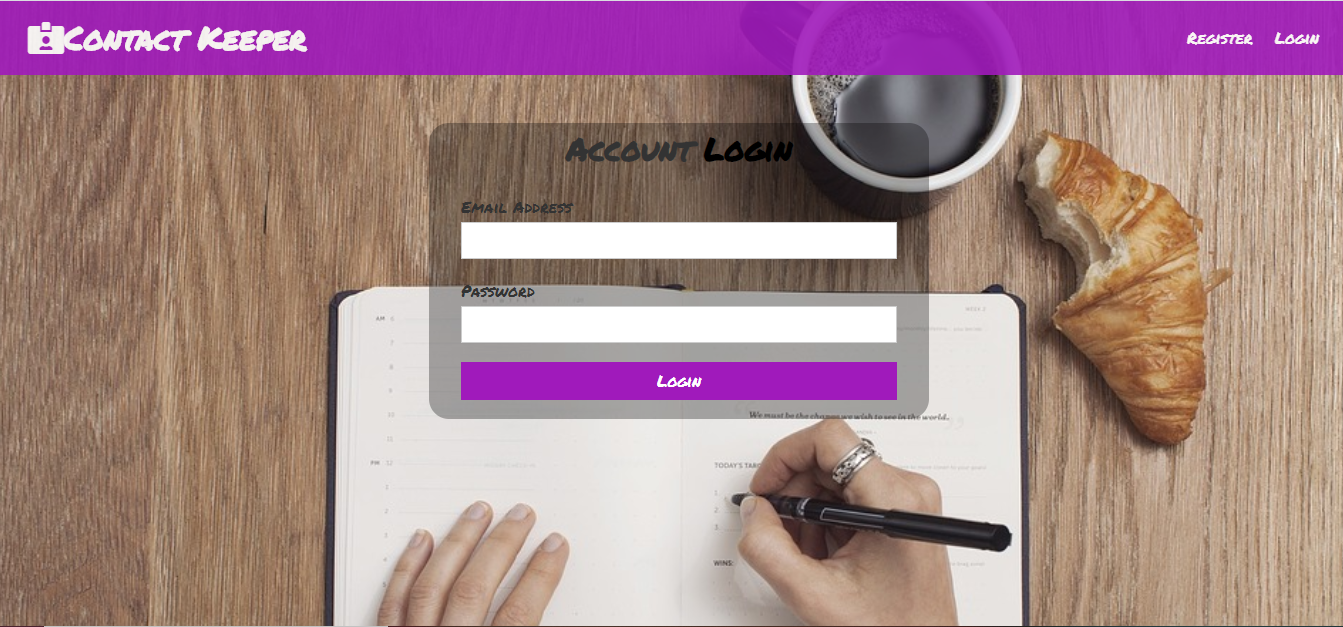 Contact Keeper
Register Login
Account Login
Email Address
Password
Login
WEEK 2
AM 6
7
8
9
10
11
PM 12
1
2
3
4
5
We must be the change we wish to see in the world.
TODAY'S
1
2
3
WINS: